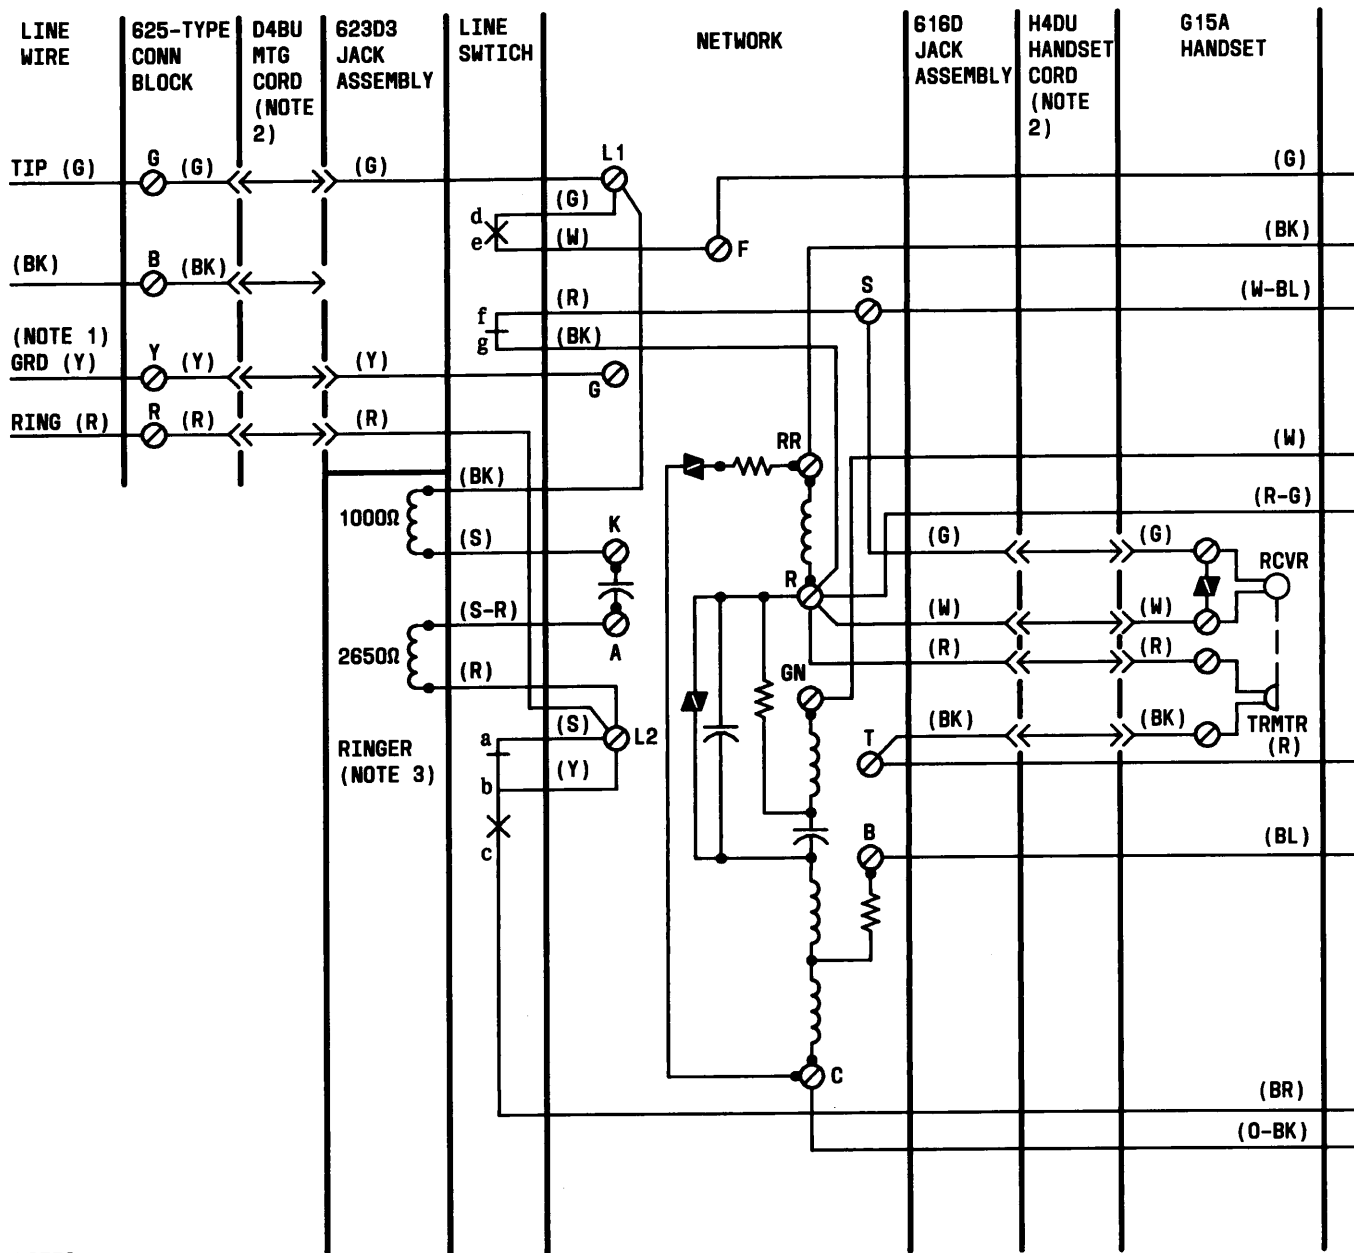 LINE
WIRE
625-TYPE
CONN
BLOCK
D4BU
MTG
CORD
(NOTE
2)
623D3
JACK
ASSEMBLY
LINE
SWTICH
NETWORK
616D
JACK
ASSEMBLY
H4DU
HANDSET
CORD
(NOTE
2)
G15A
HANDSET
TIP (G)
G
(G)
(G)
L1
(G)
d
(G)
e
(W)
F
(BK)
(BK)
B
(BK)
(W-BL)
S
f
(R)
g
(BK)
(NOTE 1)
GRD (Y)
Y
(Y)
(Y)
G
RING (R)
R
(R)
(R)
RR
(W)
(BK)
1000Ω
(S)
K
(R-G)
(G)
(G)
RCVR
R
(S-R)
A
(W)
(W)
2650Ω
(R)
(R)
(R)
GN
(BK)
(BK)
TRMTR
(R)
T
a
(S)
L2
RINGER
(NOTE 3)
b
(Y)
c
B
(BL)
C
(BR)
(O-BK)